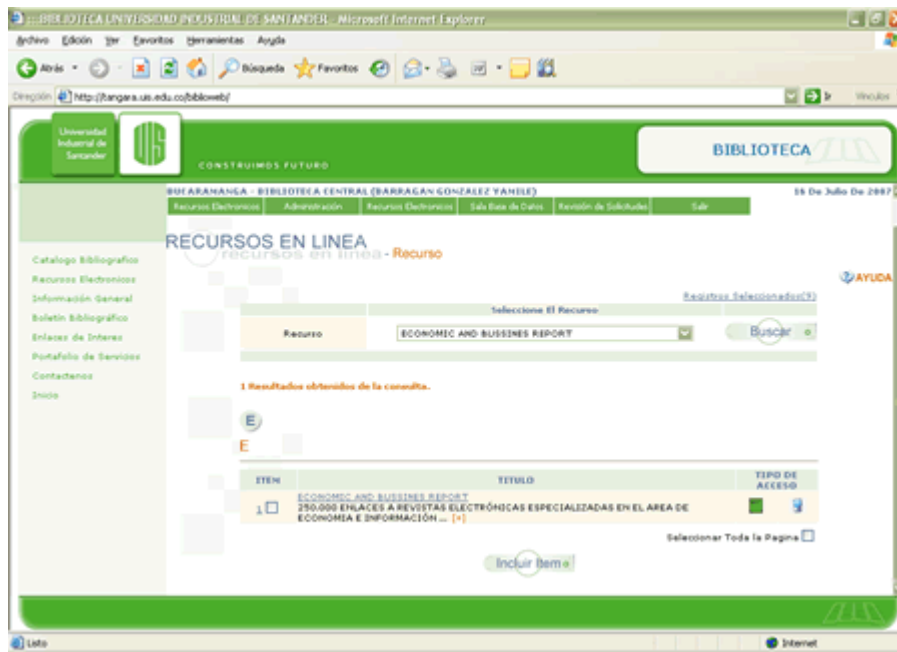 :::BIBLIOTECA UNIVERSIDAD INDUSTRIAL DE SANTANDER - Microsoft Internet Explorer
Archivo Edición Ver Favoritos Herramientas Ayuda
Atrás Búsqueda Favoritos
Dirección http://tangara.uis.edu.co/biblioweb/ Ir Vínculos
Universidad
Industrial de
Santander
UIS
CONSTRUIMOS FUTURO
BIBLIOTECA
BUCARAMANGA - BIBLIOTECA CENTRAL (BARRAGAN GONZALEZ YANILE) 16 De Julio De 2007
Recursos Electronicos Administración Recursos Electronicos Sala Base de Datos Revisión de Solicitudes Salir
RECURSOS EN LINEA
recursos en linea - Recurso
AYUDA
Catalogo Bibliografico
Recursos Electronicos
Información General
Boletín Bibliográfico
Enlaces de Interes
Portafolio de Servicios
Contactenos
Inicio
Registros Seleccionados(9)
Seleccione El Recurso
Recurso ECONOMIC AND BUSSINES REPORT Buscar
1 Resultados obtenidos de la consulta.
E
E
ITEM TITULO TIPO DE ACCESO
1 ECONOMIC AND BUSSINES REPORT
250.000 ENLACES A REVISTAS ELECTRÓNICAS ESPECIALIZADAS EN EL AREA DE
ECONOMIA E INFORMACIÓN ... [+]
Seleccionar Toda la Pagina
Incluir Item
Listo Internet